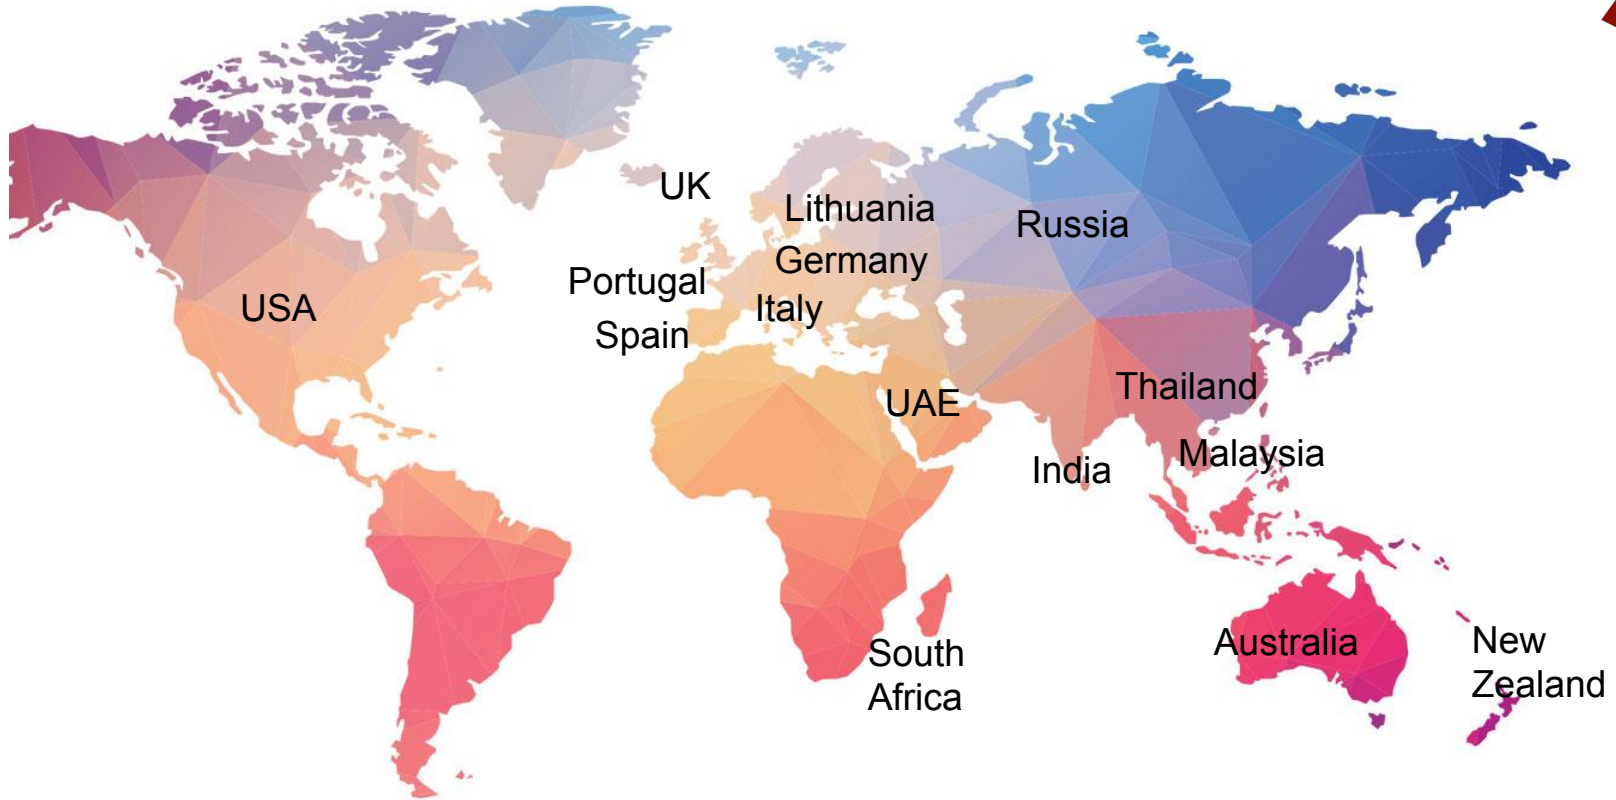 UK
Lithuania
Russia
Germany
Portugal
USA
Italy
Spain
Thailand
UAE
Malaysia
India
Australia
New
Zealand
South
Africa